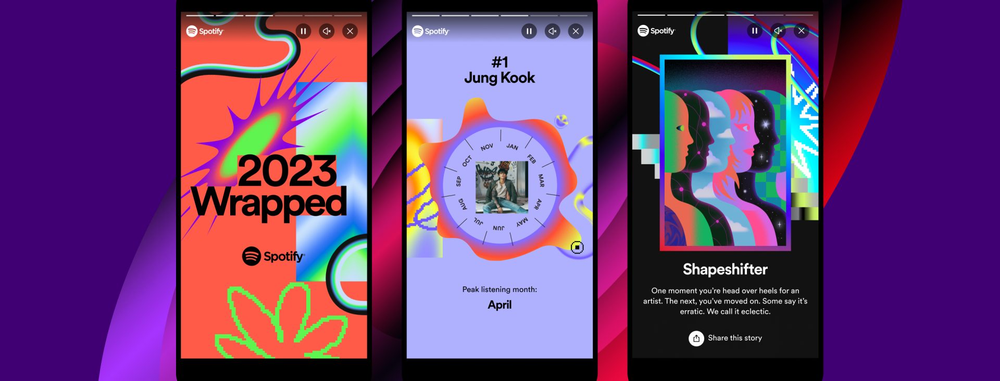 Spotify
2023
Wrapped
Spotify
Spotify
#1
Jung Kook
JAN
FEB
MAR
APR
MAY
JUN
JUL
AUG
SEP
OCT
NOV
Peak listening month:
April
Spotify
Shapeshifter
One moment you’re head over heels for an
artist. The next, you’ve moved on. Some say it’s
erratic. We call it eclectic.
Share this story